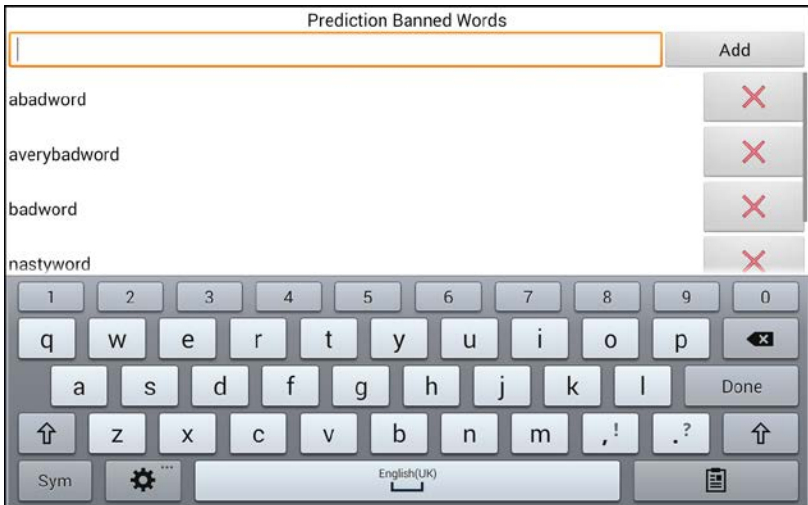 Prediction Banned Words
Add
abadword
averybadword
badword
nastyword
1 2 3 4 5 6 7 8 9 0
q w e r t y u i o p
a s d f g h j k l Done
z x c v b n m , ! . ?
Sym ... English(UK)